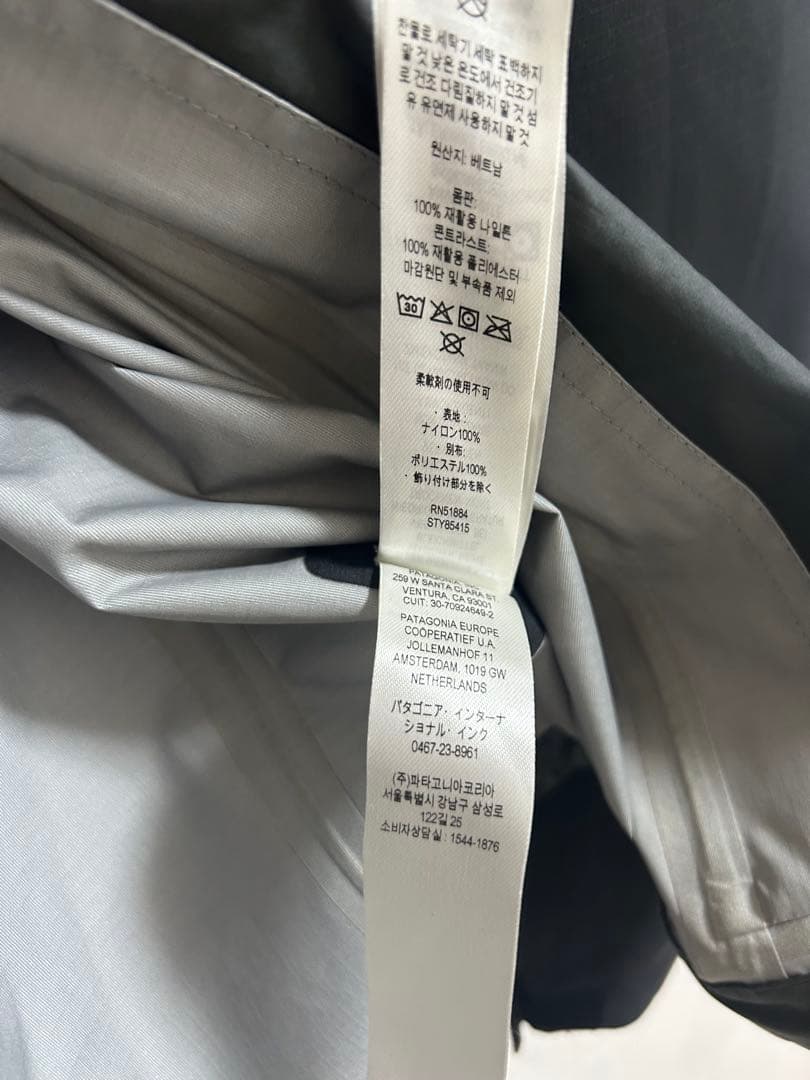 찬물로 세탁기 세탁 표백하지
말 것 낮은 온도에서 건조기
로 건조 다림질하지 말 것 섬
유 유연제 사용하지 말 것
원산지: 베트남
몸판:
100% 재활용 나일론
콘트라스트:
100% 재활용 폴리에스터
마감원단 및 부속품 제외
30
柔軟剤の使用不可
・表地:
ナイロン100%
・別布:
ポリエステル100%
・飾り付け部分を除く
RN51884
STY85415
PATAGONIA, INC.
259 W SANTA CLARA ST.
VENTURA, CA 93001
CUIT: 30-70924649-2
PATAGONIA EUROPE
COÖPERATIEF U.A.
JOLLEMANHOF 11
AMSTERDAM, 1019 GW
NETHERLANDS
パタゴニア・インターナ
ショナル・インク
0467-23-8961
(주)파타고니아코리아
서울특별시 강남구 삼성로
122길 25
소비자상담실: 1544-1876